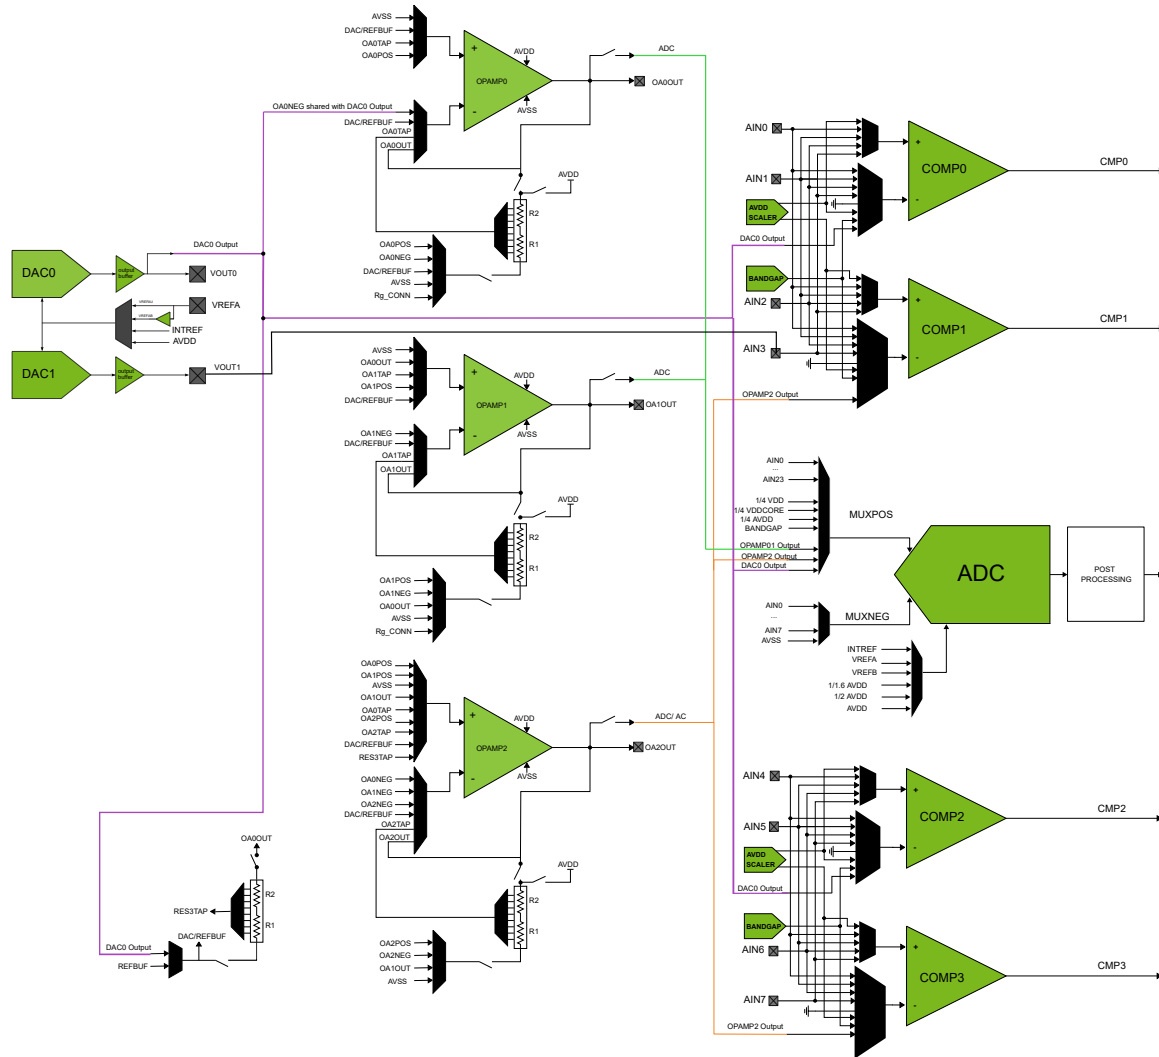 AVSS
DAC/REFBUF
OA0TAP
OA0POS
+
OPAMP0
-
AVDD
AVSS
ADC
OA0OUT
OA0NEG shared with DAC0 Output
DAC/REFBUF
OA0TAP
OA0OUT
AVDD
R2
R1
OA0POS
OA0NEG
DAC/REFBUF
AVSS
Rg_CONN
DAC0
output
buffer
DAC0 Output
VOUT0
VREFA
INTREF
AVDD
DAC1
output
buffer
VOUT1
AVSS
OA0OUT
OA1TAP
OA1POS
DAC/REFBUF
+
OPAMP1
-
AVDD
AVSS
ADC
OA1OUT
OA1NEG
DAC/REFBUF
OA1TAP
OA1OUT
AVDD
R2
R1
OA1POS
OA1NEG
OA0OUT
AVSS
Rg_CONN
OA0POS
OA1POS
AVSS
OA1OUT
OA0TAP
OA2POS
OA2TAP
DAC/REFBUF
RES3TAP
+
OPAMP2
-
AVDD
AVSS
ADC/ AC
OA2OUT
OA0NEG
OA1NEG
OA2NEG
DAC/REFBUF
OA2TAP
OA2OUT
AVDD
R2
R1
OA2POS
OA2NEG
OA1OUT
AVSS
OA0OUT
R2
R1
RES3TAP
DAC/REFBUF
DAC0 Output
REFBUF
AIN0
AIN1
AVDD
SCALER
DAC0 Output
BANDGAP
AIN2
AIN3
OPAMP2 Output
+
COMP0
-
CMP0
+
COMP1
-
CMP1
AIN0
...
AIN23
1/4 VDD
1/4 VDDCORE
1/4 AVDD
BANDGAP
OPAMP01 Output
OPAMP2 Output
DAC0 Output
MUXPOS
AIN0
...
AIN7
AVSS
MUXNEG
ADC
POST
PROCESSING
INTREF
VREFA
VREFB
1/1.6 AVDD
1/2 AVDD
AVDD
AIN4
AIN5
AVDD
SCALER
DAC0 Output
BANDGAP
AIN6
AIN7
OPAMP2 Output
+
COMP2
-
CMP2
+
COMP3
-
CMP3